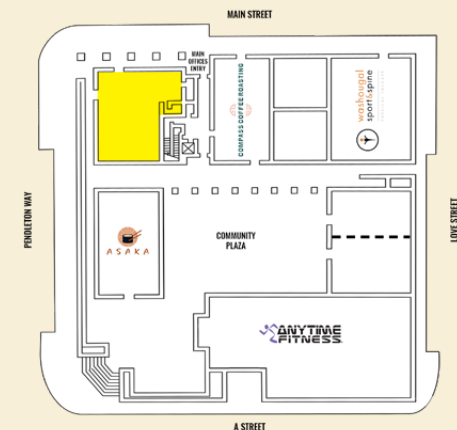 MAIN STREET
MAIN
OFFICES
ENTRY
COMPASS COFFEE ROASTING
washougal
sport&spine
PENDLETON WAY
LOVE STREET
ASAKA
COMMUNITY
PLAZA
ANYTIME
FITNESS
A STREET